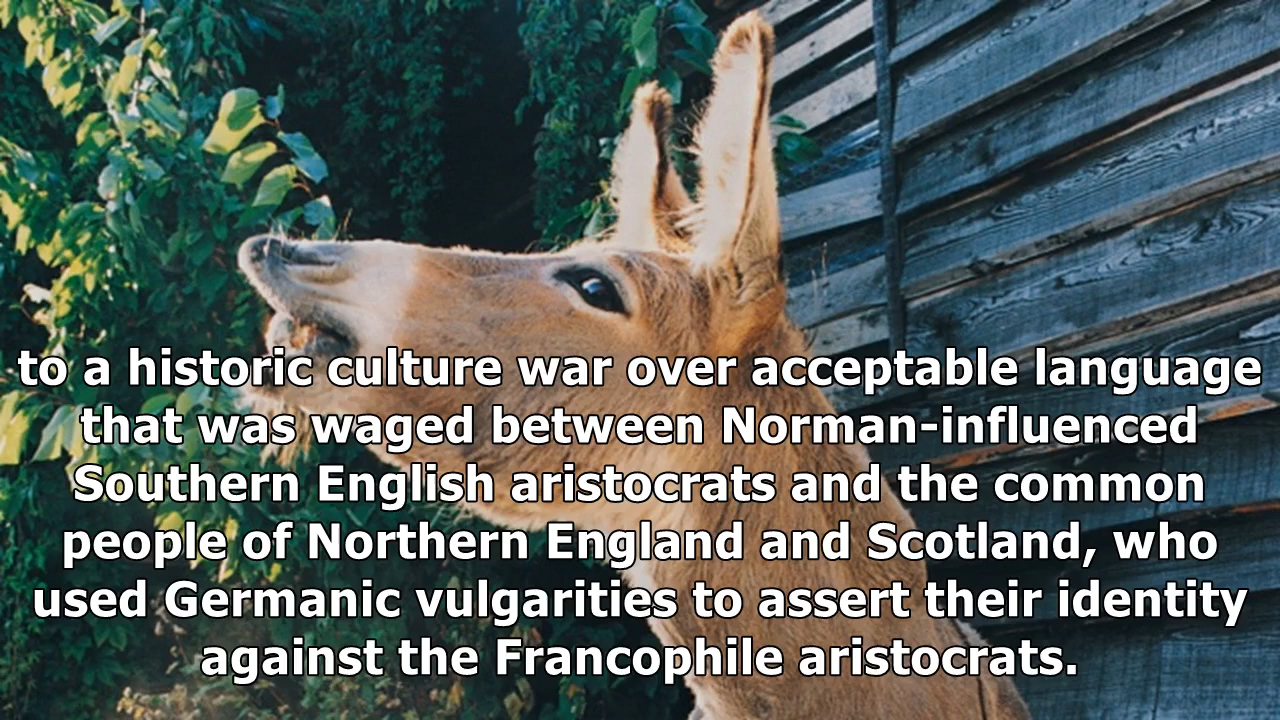 to a historic culture war over acceptable language
that was waged between Norman-influenced
Southern English aristocrats and the common
people of Northern England and Scotland, who
used Germanic vulgarities to assert their identity
against the Francophile aristocrats.